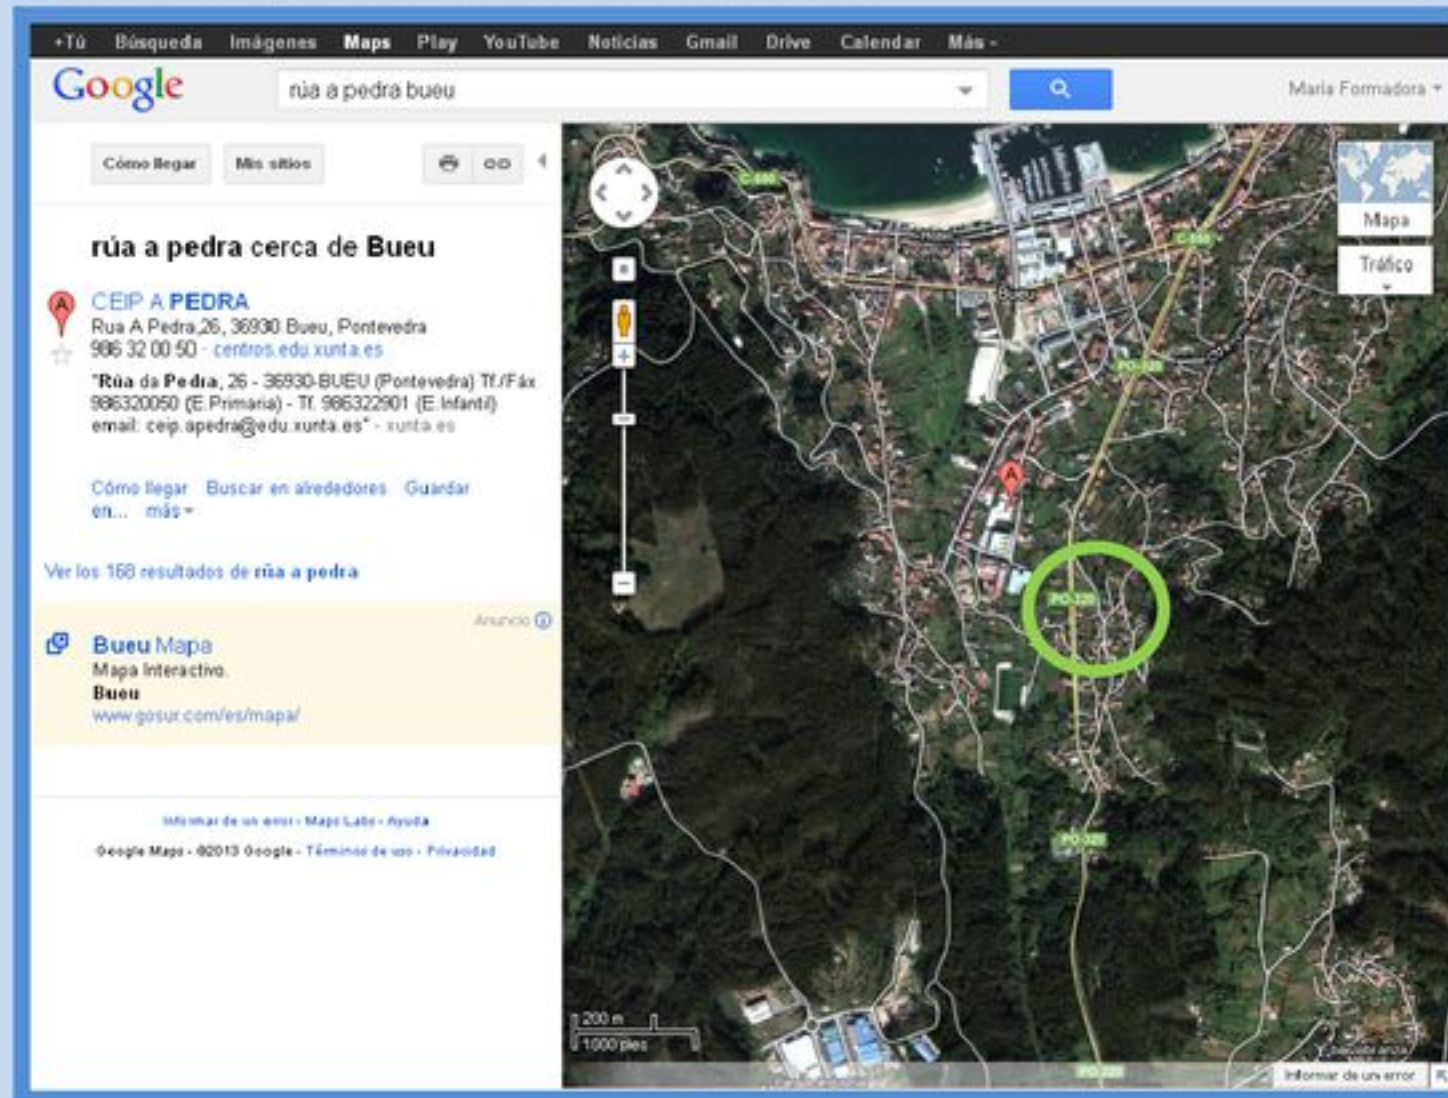 +Tú Búsqueda Imágenes Maps Play YouTube Noticias Gmail Drive Calendar Más
Google
rúa a pedra bueu
María Formadora
Cómo llegar Mis sitios
rúa a pedra cerca de Bueu
A
CEIP A PEDRA
Rua A Pedra,26, 36930 Bueu, Pontevedra
986 32 00 50 - centros.edu.xunta.es
"Rúa da Pedra, 26 - 36930-BUEU (Pontevedra) Tf./Fáx
986320050 (E.Primaria) - Tf. 986322901 (E.Infantil)
email: ceip.apedra@edu.xunta.es" - xunta.es
Cómo llegar Buscar en alrededores Guardar
en... más
Ver los 168 resultados de rúa a pedra
Anuncio
Bueu Mapa
Mapa Interactivo.
Bueu
www.gosur.com/es/mapa/
Informar de un error - Maps Labs - Ayuda
Google Maps - ©2013 Google - Términos de uso - Privacidad
Mapa
Tráfico
C-550
C-550
Bueu
PO-320
A
PO-320
PO-320
PO-320
200 m
1000 pies
Informar de un error